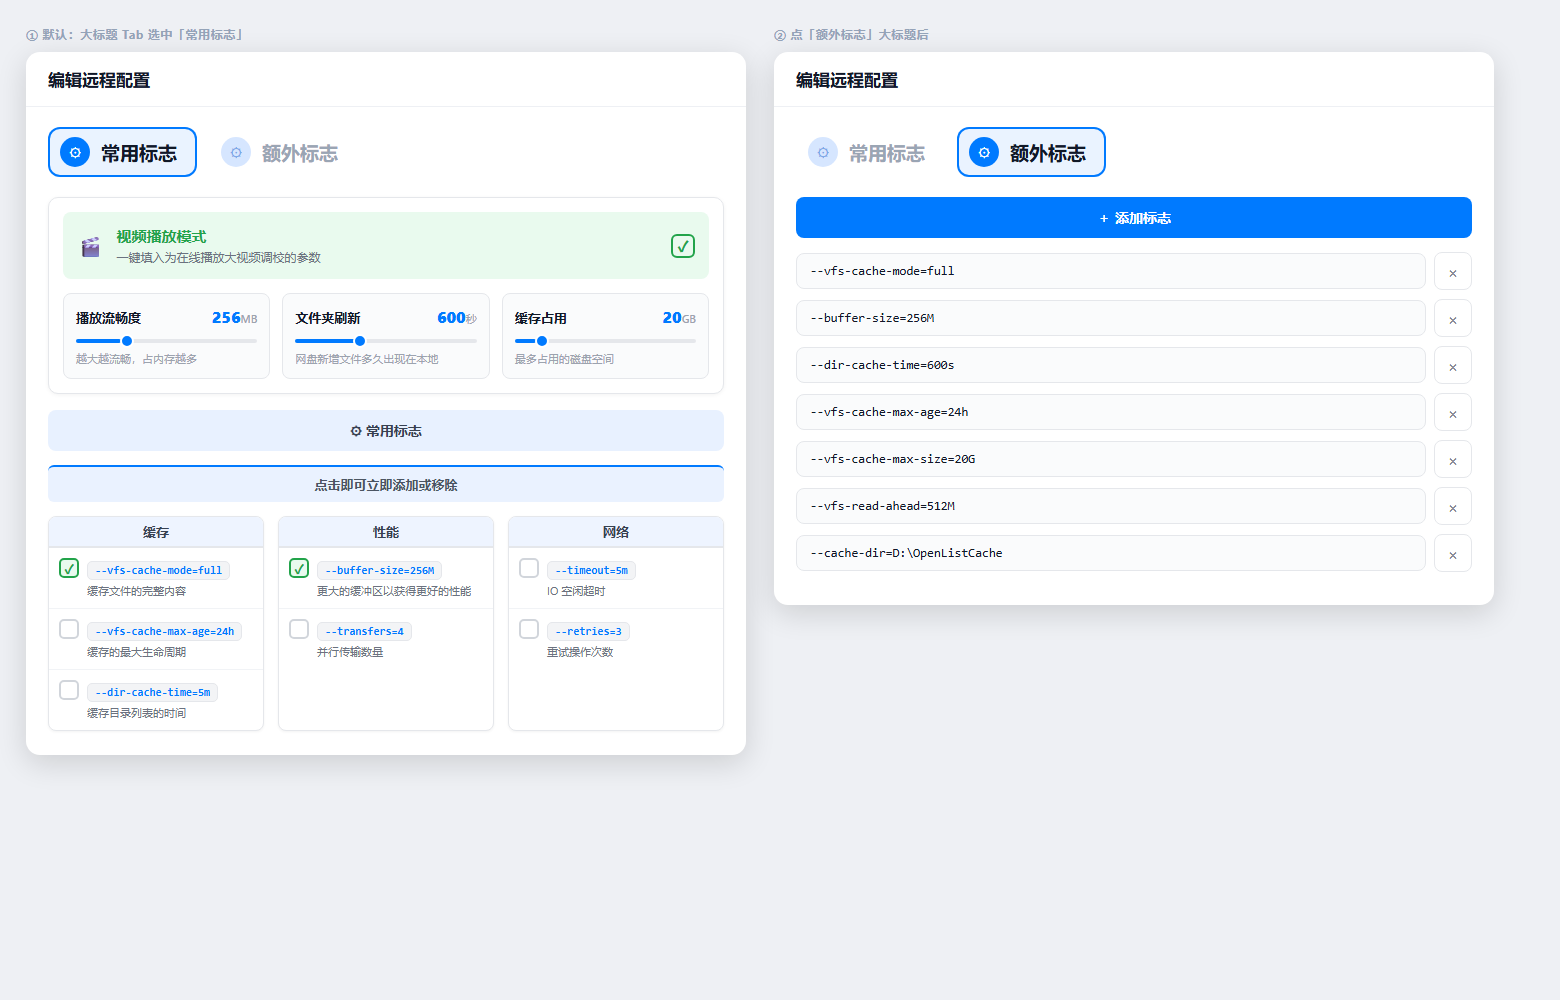 ① 默认：大标题 Tab 选中「常用标志」
编辑远程配置
常用标志
额外标志
视频播放模式
一键填入为在线播放大视频调校的参数
播放流畅度 256MB
越大越流畅，占内存越多
文件夹刷新 600秒
网盘新增文件多久出现在本地
缓存占用 20GB
最多占用的磁盘空间
常用标志
点击即可立即添加或移除
缓存
--vfs-cache-mode=full
缓存文件的完整内容
--vfs-cache-max-age=24h
缓存的最大生命周期
--dir-cache-time=5m
缓存目录列表的时间
性能
--buffer-size=256M
更大的缓冲区以获得更好的性能
--transfers=4
并行传输数量
网络
--timeout=5m
IO 空闲超时
--retries=3
重试操作次数
② 点「额外标志」大标题后
编辑远程配置
常用标志
额外标志
+ 添加标志
--vfs-cache-mode=full
--buffer-size=256M
--dir-cache-time=600s
--vfs-cache-max-age=24h
--vfs-cache-max-size=20G
--vfs-read-ahead=512M
--cache-dir=D:\OpenListCache